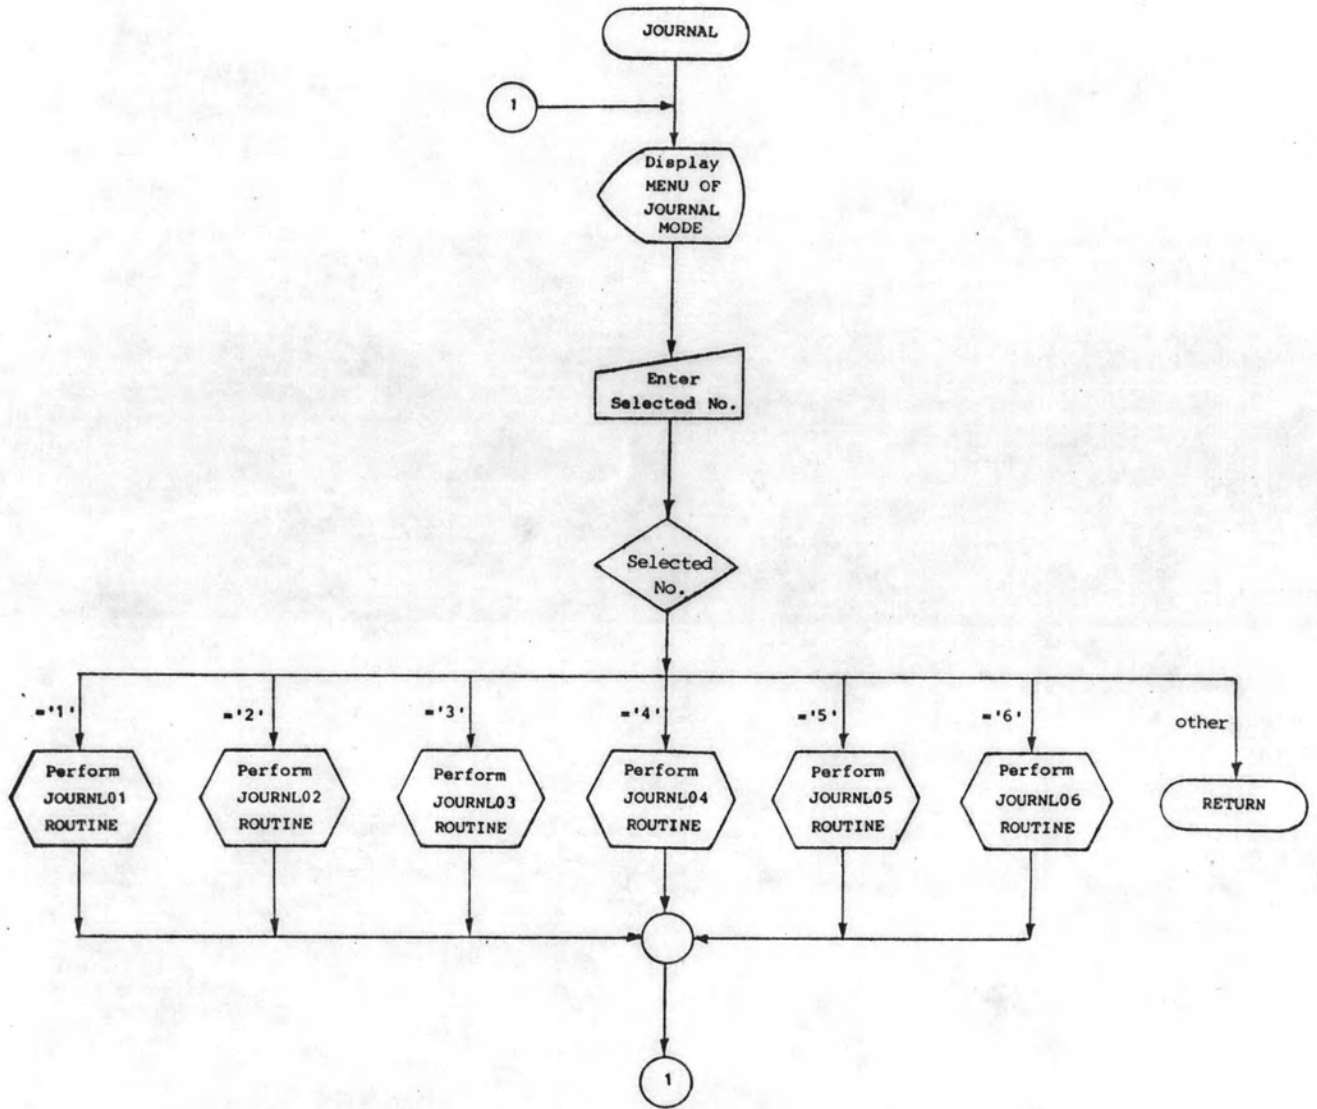 JOURNAL
1
Display
MENU OF
JOURNAL
MODE
Enter
Selected No.
Selected
No.
='1'
='2'
='3'
='4'
='5'
='6'
other
Perform
JOURNL01
ROUTINE
Perform
JOURNL02
ROUTINE
Perform
JOURNL03
ROUTINE
Perform
JOURNL04
ROUTINE
Perform
JOURNL05
ROUTINE
Perform
JOURNL06
ROUTINE
RETURN
1